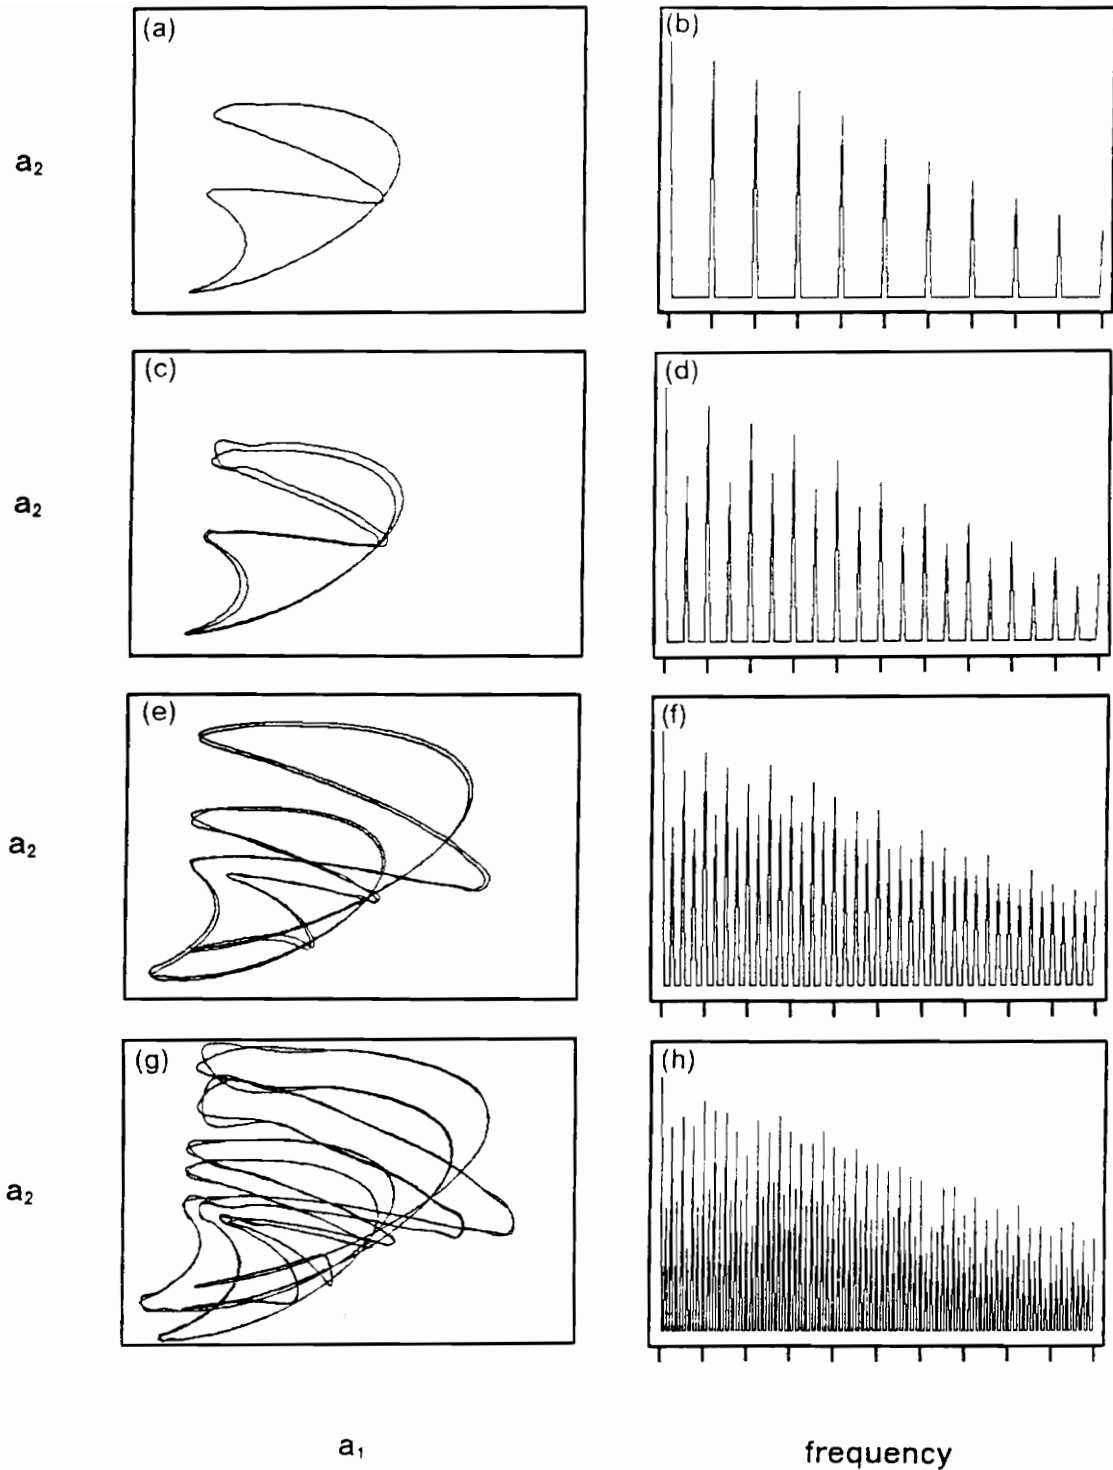 (a)
(b)
a₂
(c)
(d)
a₂
(e)
(f)
a₂
(g)
(h)
a₂
a₁
frequency